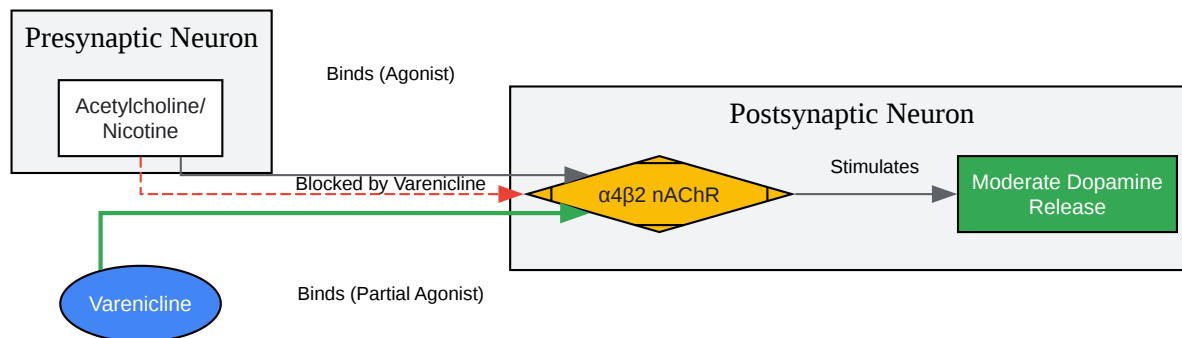 Presynaptic Neuron
Acetylcholine/
Nicotine
Binds (Agonist)
Blocked by Varenicline
Postsynaptic Neuron
α4β2 nAChR
Stimulates
Moderate Dopamine
Release
Varenicline
Binds (Partial Agonist)